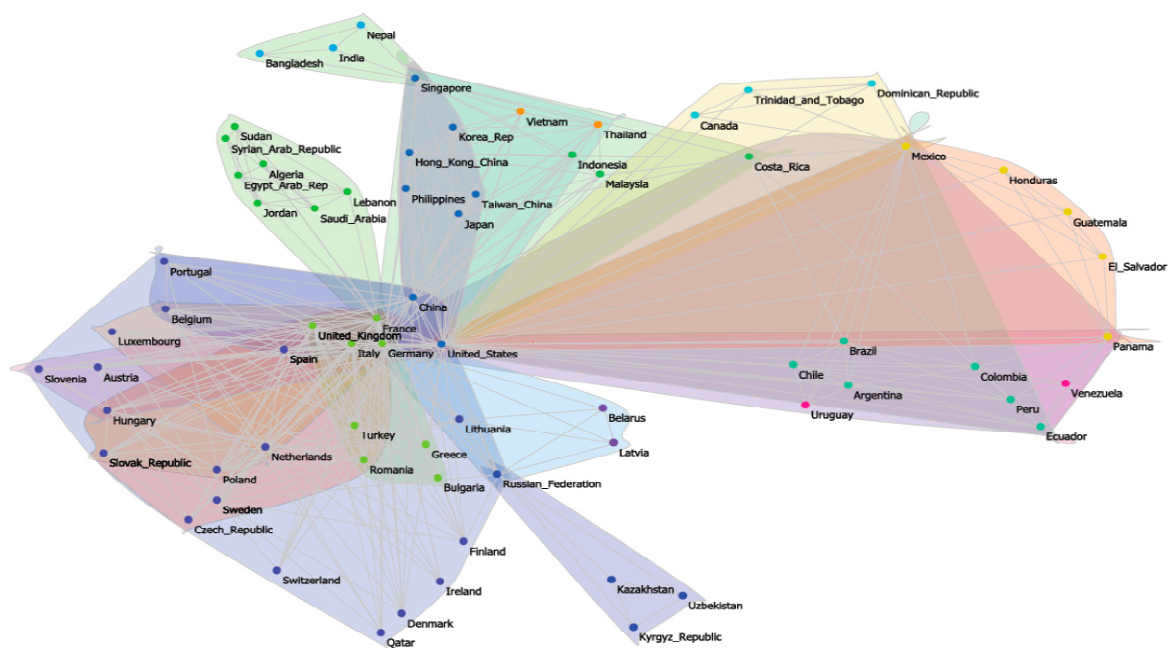 Nepal
India
Bangladesh
Singapore
Dominican_Republic
Trinidad_and_Tobago
Canada
Vietnam
Thailand
Korea_Rep
Sudan
Syrian_Arab_Republic
Mexico
Hong_Kong_China
Indonesia
Costa_Rica
Algeria
Egypt_Arab_Rep
Malaysia
Honduras
Philippines
Lebanon
Taiwan_China
Jordan
Saudi_Arabia
Japan
Guatemala
El_Salvador
Portugal
China
Belgium
France
United_Kingdom
Luxembourg
Spain
Italy
Germany
United_States
Brazil
Panama
Chile
Colombia
Slovenia
Austria
Argentina
Venezuela
Uruguay
Peru
Hungary
Belarus
Lithuania
Turkey
Ecuador
Latvia
Greece
Netherlands
Slovak_Republic
Romania
Poland
Bulgaria
Russian_Federation
Sweden
Czech_Republic
Finland
Switzerland
Ireland
Kazakhstan
Uzbekistan
Denmark
Kyrgyz_Republic
Qatar